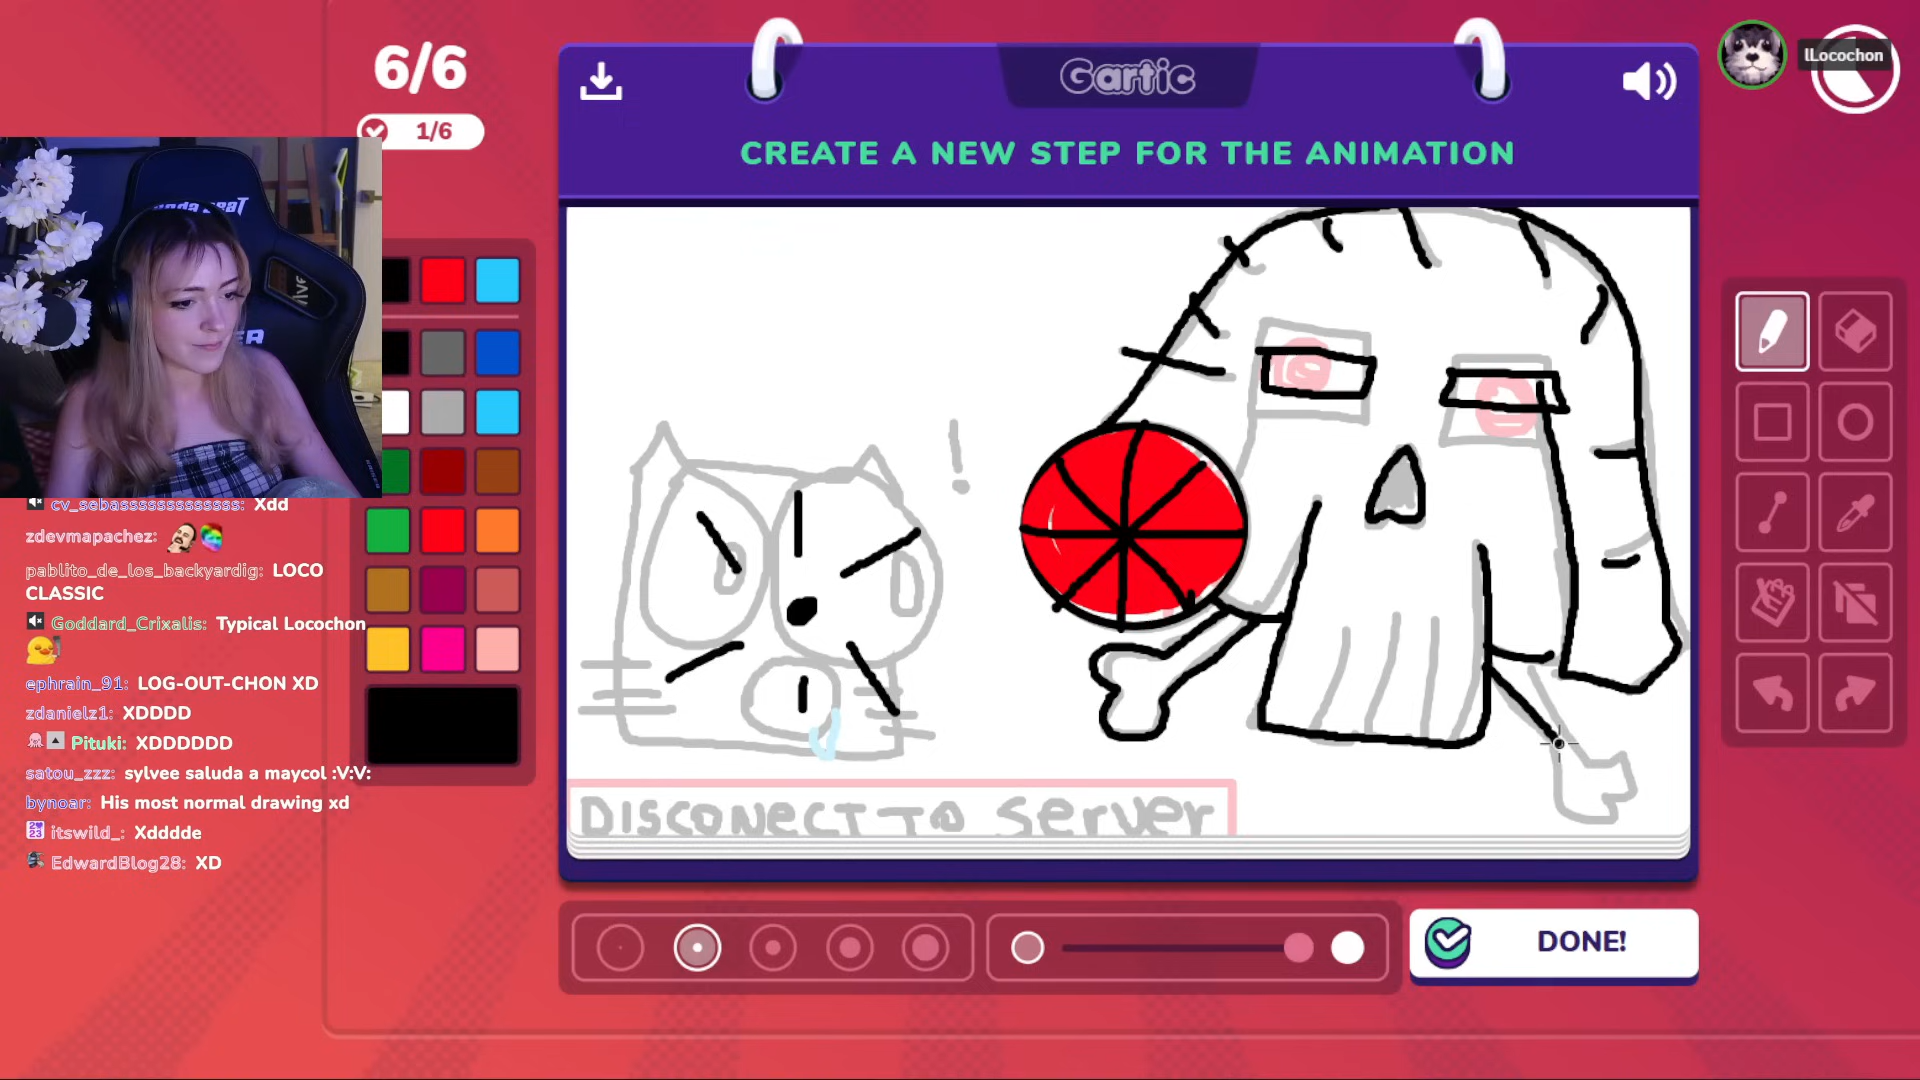 6/6
1/6
Gartic
lLocochon
CREATE A NEW STEP FOR THE ANIMATION
cv_sebasssssssssssss: Xdd
zdevmapachez:
pablito_de_los_backyardig: LOCO
CLASSIC
Goddard_Crixalis: Typical Locochon
ephrain_91: LOG-OUT-CHON XD
zdanielz1: XDDDD
Pituki: XDDDDDD
satou_zzz: sylvee saluda a maycol :V:V:
bynoar: His most normal drawing xd
itswild_: Xdddde
EdwardBlog28: XD
!
DISCONECT TO Server
DONE!